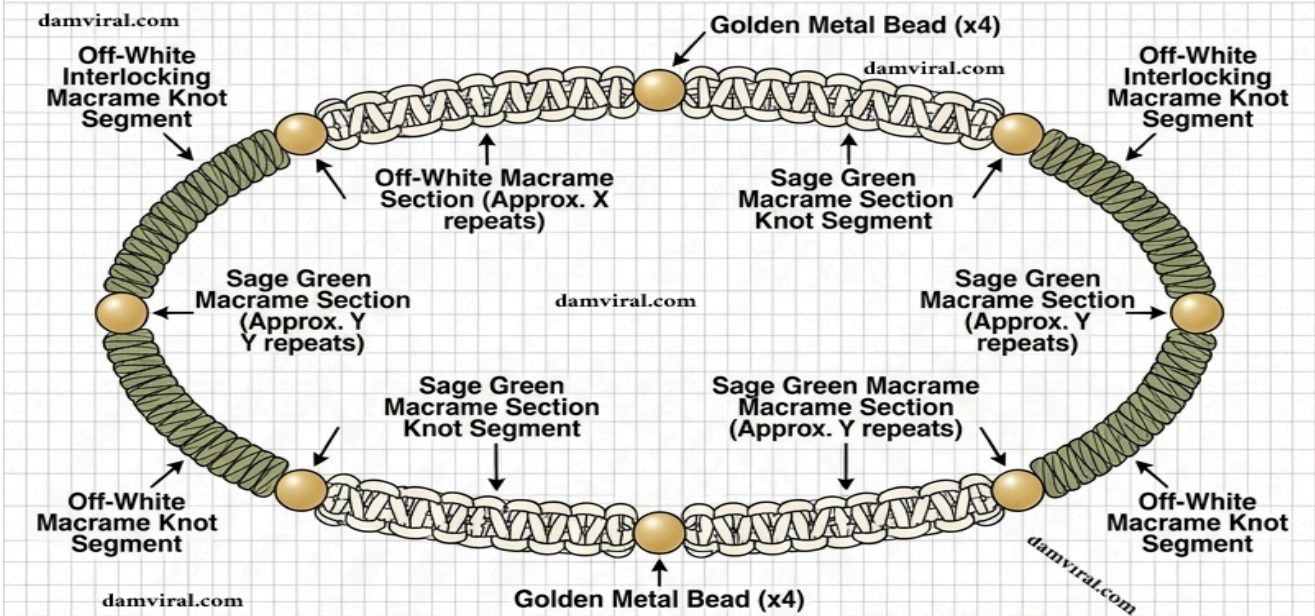 damviral.com
Golden Metal Bead (x4)
Off-White
Interlocking
Macrame Knot
Segment
damviral.com
Off-White
Interlocking
Macrame Knot
Segment
Off-White Macrame
Section (Approx. X
repeats)
Sage Green
Macrame Section
Knot Segment
Sage Green
Macrame Section
(Approx. Y
Y repeats)
damviral.com
Sage Green
Macrame Section
(Approx. Y
repeats)
Sage Green
Macrame Section
Knot Segment
Sage Green Macrame
Macrame Section
(Approx. Y repeats)
Off-White
Macrame Knot
Segment
Off-White
Macrame Knot
Segment
damviral.com
damviral.com
Golden Metal Bead (x4)